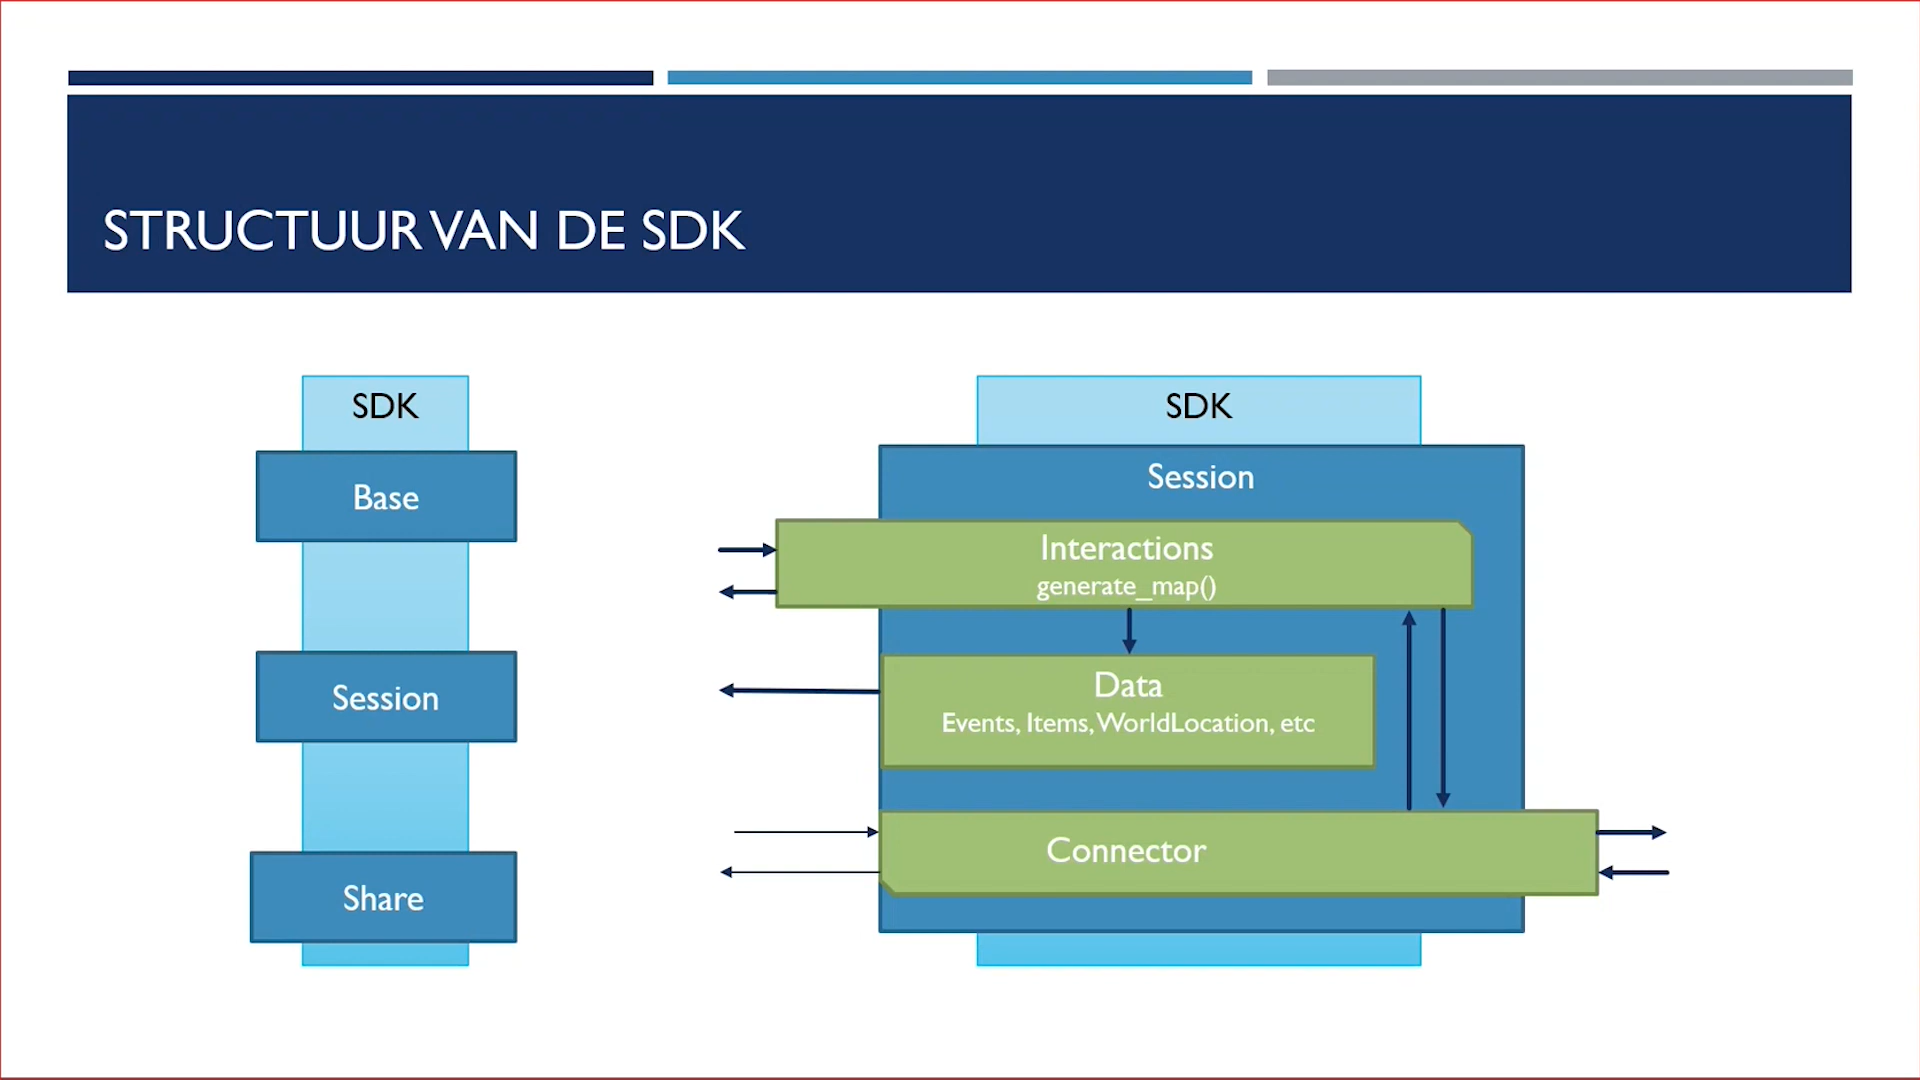 STRUCTUUR VAN DE SDK
SDK
Base
Session
Share
SDK
Session
Interactions
generate_map()
Data
Events, Items, WorldLocation, etc
Connector